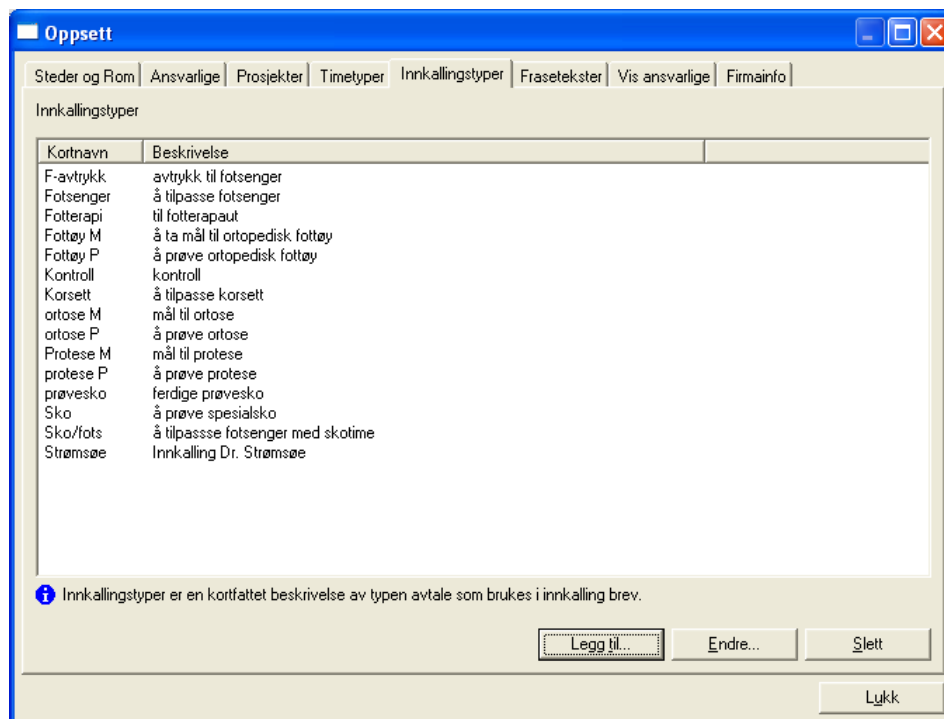 Oppsett
Steder og Rom Ansvarlige Prosjekter Timetyper Innkallingstyper Frasetekster Vis ansvarlige Firmainfo
Innkallingstyper
Kortnavn Beskrivelse
F-avtrykk avtrykk til fotsenger
Fotsenger å tilpasse fotsenger
Fotterapi til fotterapaut
Fottøy M å ta mål til ortopedisk fottøy
Fottøy P å prøve ortopedisk fottøy
Kontroll kontroll
Korsett å tilpasse korsett
ortose M mål til ortose
ortose P å prøve ortose
Protese M mål til protese
protese P å prøve protese
prøvesko ferdige prøvesko
Sko å prøve spesialsko
Sko/fots å tilpassse fotsenger med skotime
Strømsøe Innkalling Dr. Strømsøe
Innkallingstyper er en kortfattet beskrivelse av typen avtale som brukes i innkalling brev.
Legg til... Endre... Slett
Lukk